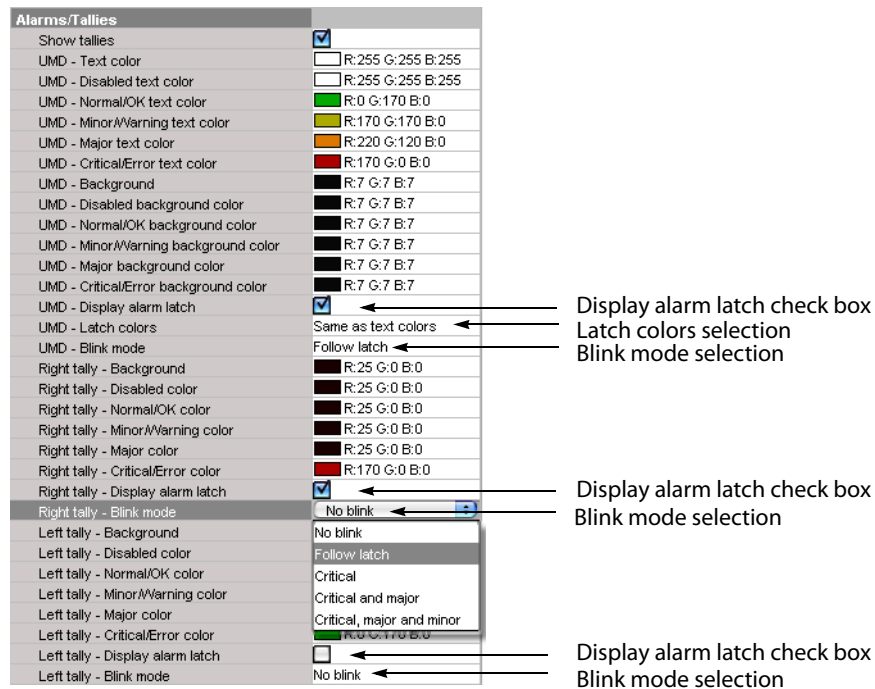 Alarms/Tallies
Show tallies
UMD - Text color R:255 G:255 B:255
UMD - Disabled text color R:255 G:255 B:255
UMD - Normal/OK text color R:0 G:170 B:0
UMD - Minor/Warning text color R:170 G:170 B:0
UMD - Major text color R:220 G:120 B:0
UMD - Critical/Error text color R:170 G:0 B:0
UMD - Background R:7 G:7 B:7
UMD - Disabled background color R:7 G:7 B:7
UMD - Normal/OK background color R:7 G:7 B:7
UMD - Minor/Warning background color R:7 G:7 B:7
UMD - Major background color R:7 G:7 B:7
UMD - Critical/Error background color R:7 G:7 B:7
UMD - Display alarm latch Display alarm latch check box
UMD - Latch colors Same as text colors Latch colors selection
UMD - Blink mode Follow latch Blink mode selection
Right tally - Background R:25 G:0 B:0
Right tally - Disabled color R:25 G:0 B:0
Right tally - Normal/OK color R:25 G:0 B:0
Right tally - Minor/Warning color R:25 G:0 B:0
Right tally - Major color R:25 G:0 B:0
Right tally - Critical/Error color R:170 G:0 B:0
Right tally - Display alarm latch Display alarm latch check box
Right tally - Blink mode No blink Blink mode selection
Left tally - Background No blink
Left tally - Disabled color Follow latch
Left tally - Normal/OK color Critical
Left tally - Minor/Warning color Critical and major
Left tally - Major color Critical, major and minor
Left tally - Critical/Error color R:0 G:170 B:0
Left tally - Display alarm latch Display alarm latch check box
Left tally - Blink mode No blink Blink mode selection